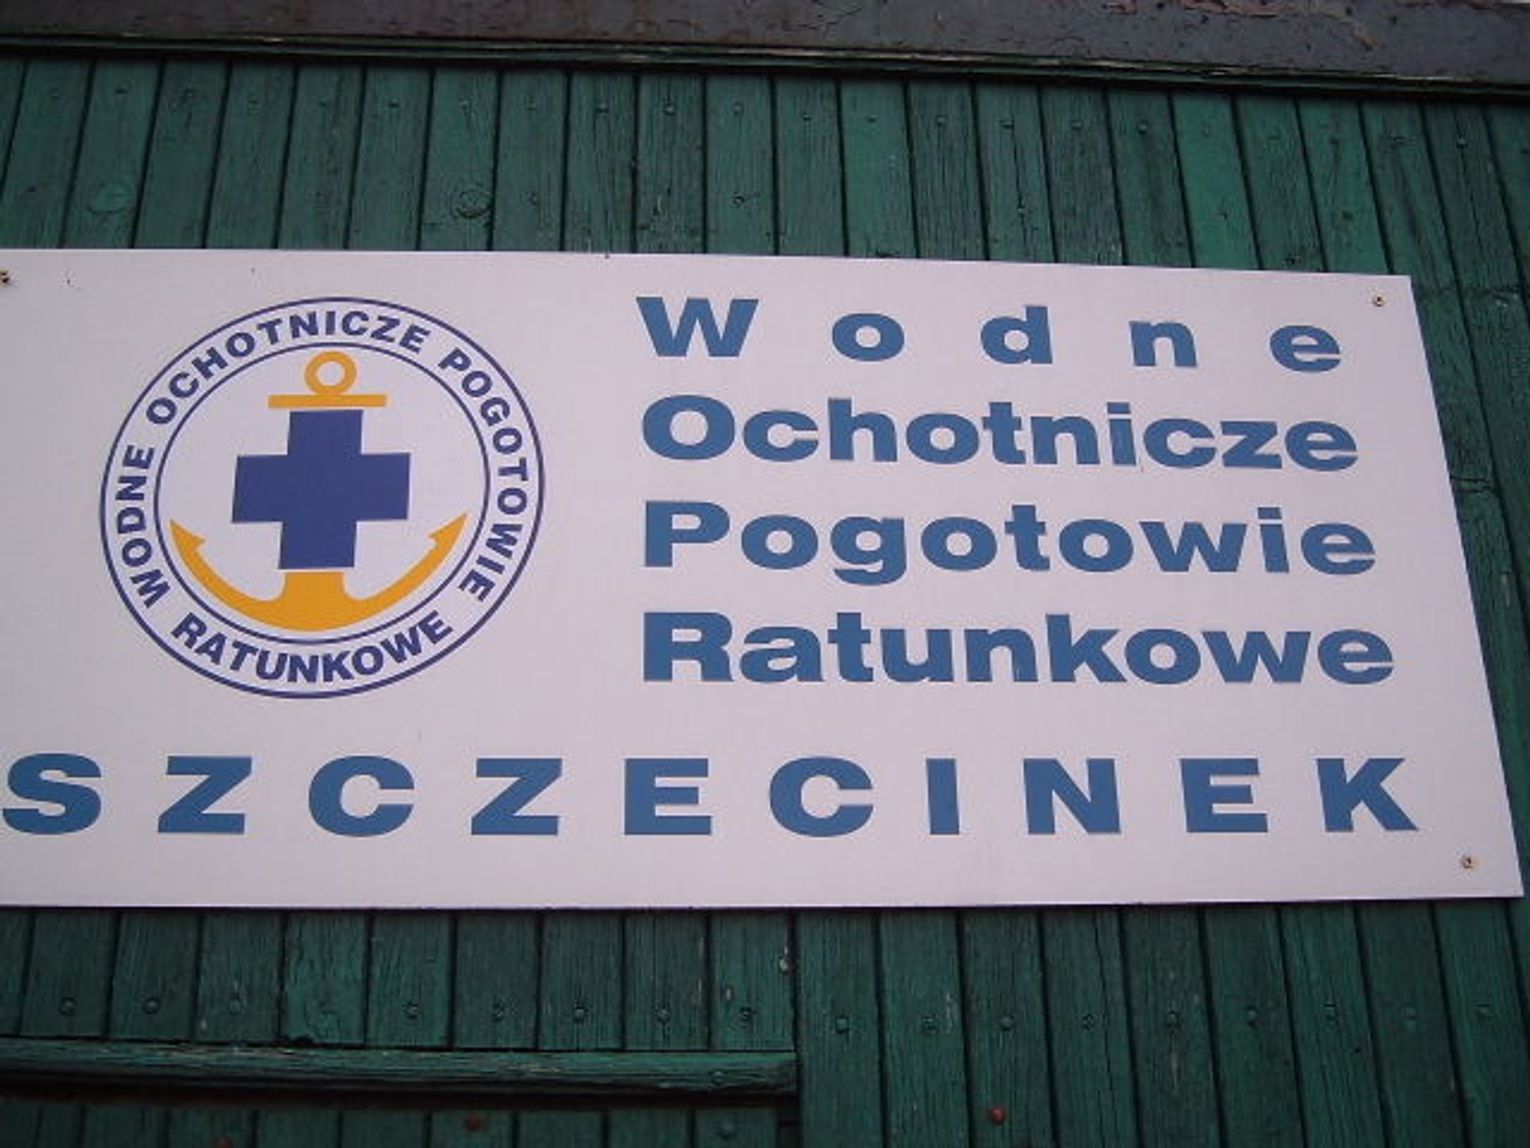 WODNE OCHOTNICZE POGOTOWIE
RATUNKOWE
Wodne
Ochotnicze
Pogotowie
Ratunkowe
SZCZECINEK